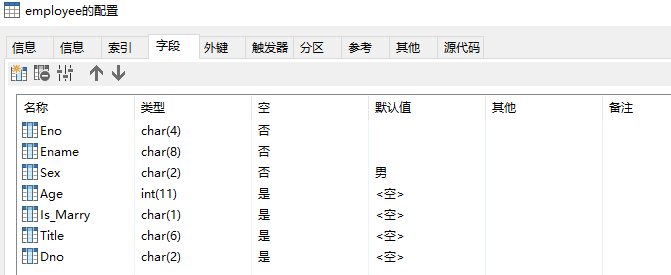 employee的配置
信息 信息 索引 字段 外键 触发器 分区 参考 其他 源代码
名称 类型 空 默认值 其他 备注
Eno char(4) 否
Ename char(8) 否
Sex char(2) 否 男
Age int(11) 是 <空>
Is_Marry char(1) 是 <空>
Title char(6) 是 <空>
Dno char(2) 是 <空>